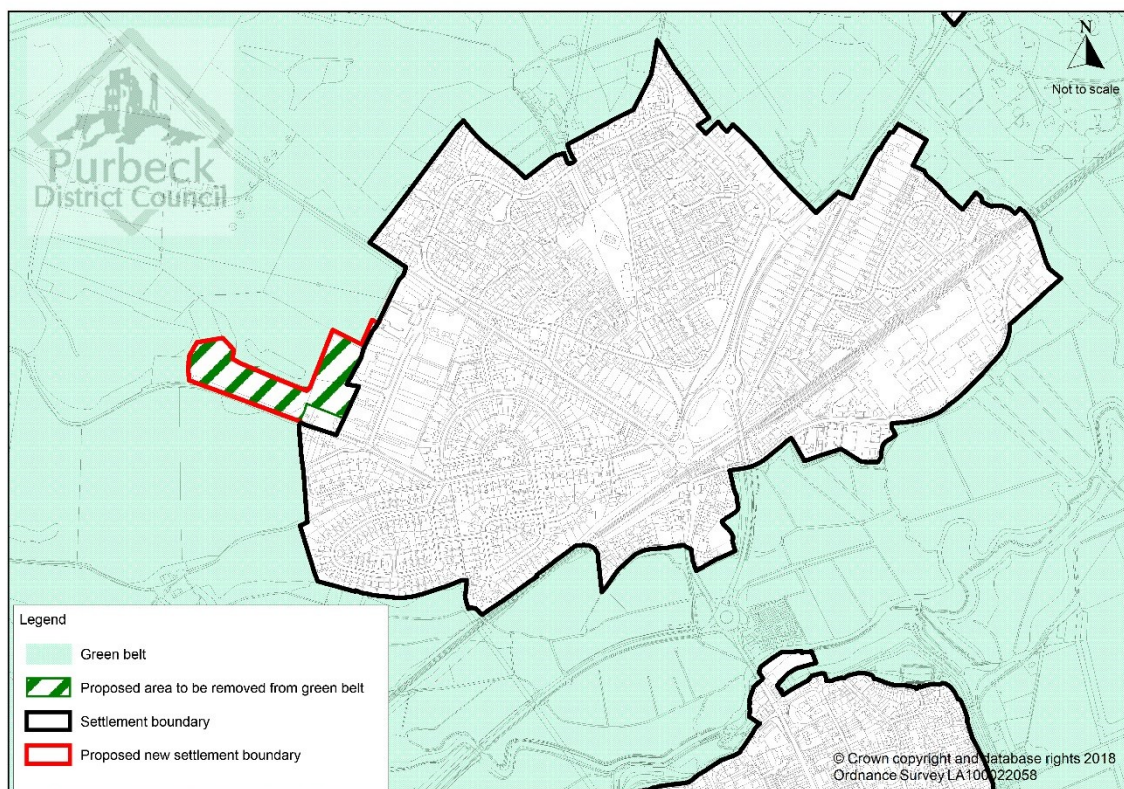 Purbeck
District Council
N
Not to scale
Legend
Green belt
Proposed area to be removed from green belt
Settlement boundary
Proposed new settlement boundary
© Crown copyright and database rights 2018
Ordnance Survey LA100022058